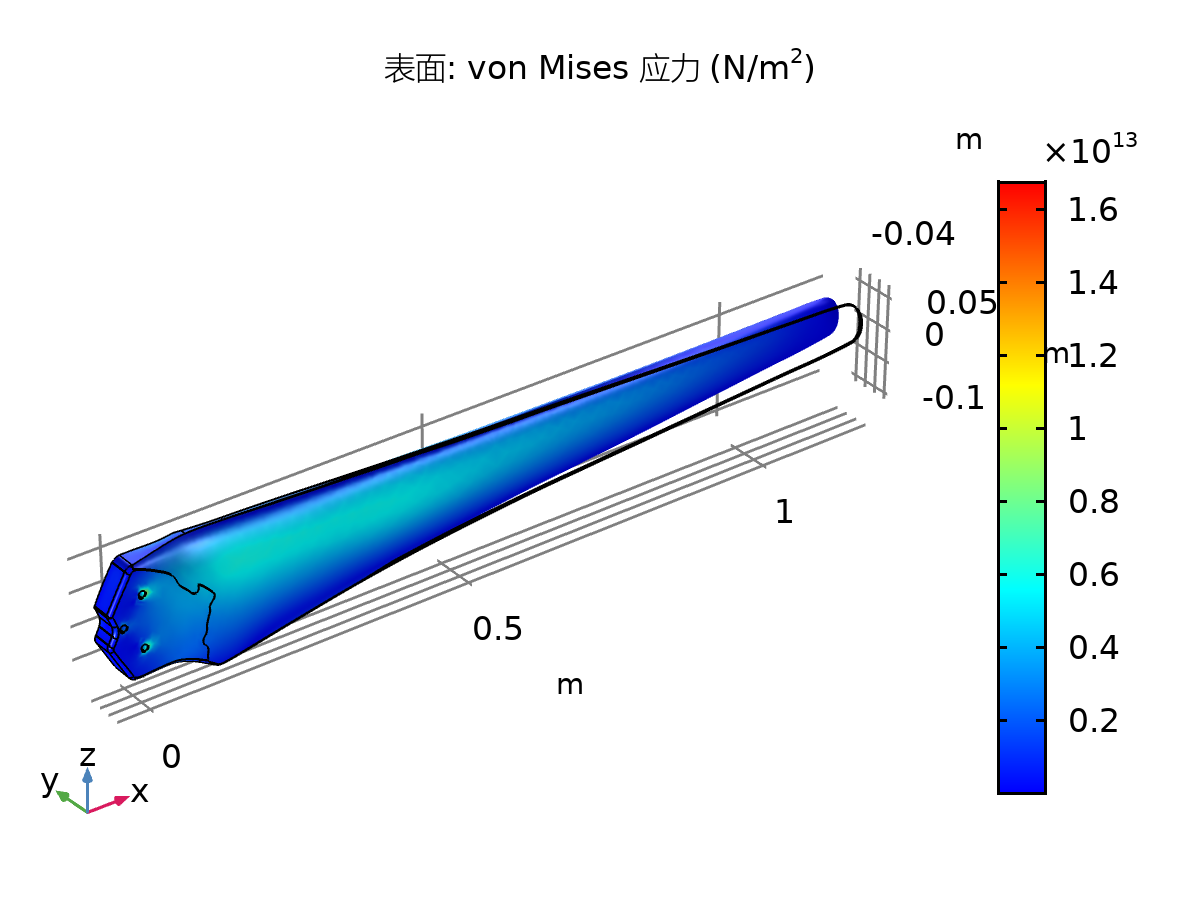 表面: von Mises 应力 (N/m²)
m
×10¹³
-0.04
0.05
0
-0.1
m
1
0.5
m
0
1.6
1.4
1.2
1
0.8
0.6
0.4
0.2
z
y
x